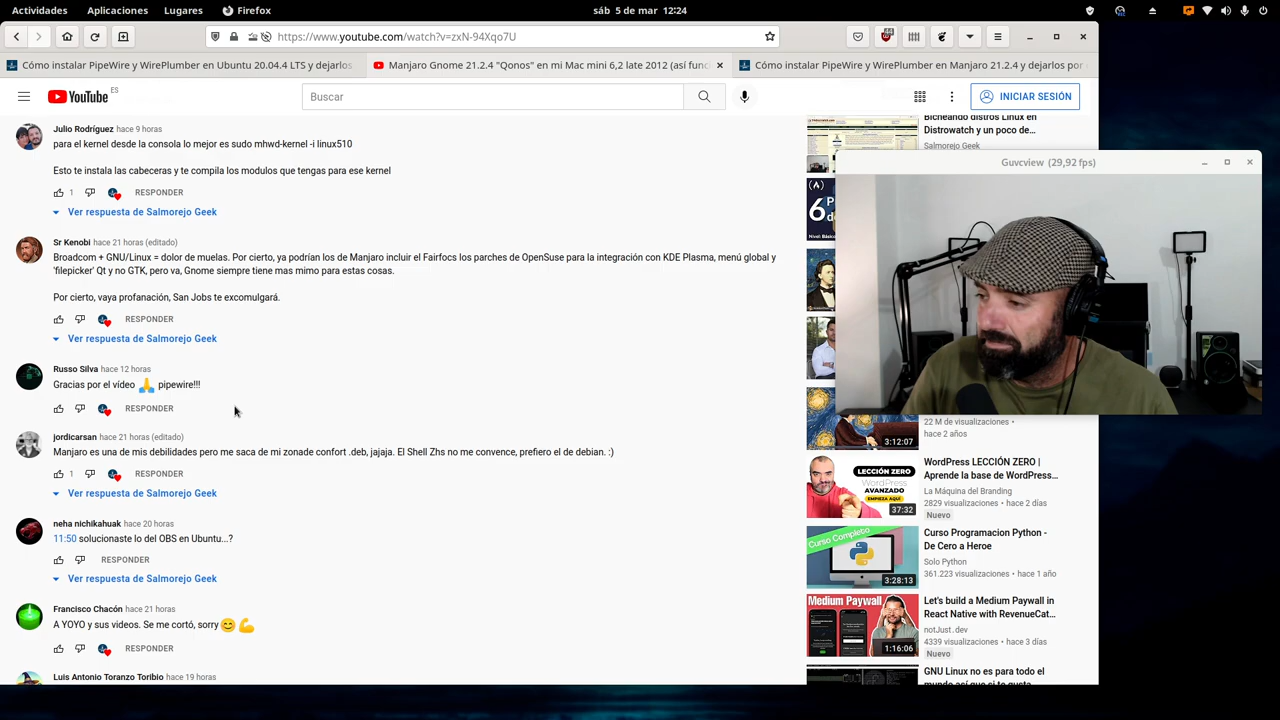 Actividades Aplicaciones Lugares Firefox sáb 5 de mar 12:24
https://www.youtube.com/watch?v=zxN-94Xqo7U
Cómo instalar PipeWire y WirePlumber en Ubuntu 20.04.4 LTS y dejarlos
Manjaro Gnome 21.2.4 "Qonos" en mi Mac mini 6,2 late 2012 (así func
Cómo instalar PipeWire y WirePlumber en Manjaro 21.2.4 y dejarlos por
YouTube ES
Buscar
INICIAR SESIÓN
Julio Rodríguez hace 9 horas
para el kernel desde la consola lo mejor es sudo mhwd-kernel -i linux510
Esto te instala las cabeceras y te compila los modulos que tengas para ese kernel
1 RESPONDER
Ver respuesta de Salmorejo Geek
Sr Kenobi hace 21 horas (editado)
Broadcom + GNU/Linux = dolor de muelas. Por cierto, ya podrían los de Manjaro incluir el Fairfocs los parches de OpenSuse para la integración con KDE Plasma, menú global y
'filepicker' Qt y no GTK, pero va, Gnome siempre tiene mas mimo para estas cosas.
Por cierto, vaya profanación, San Jobs te excomulgará.
RESPONDER
Ver respuesta de Salmorejo Geek
Russo Silva hace 12 horas
Gracias por el vídeo 🙏 pipewire!!!
RESPONDER
jordicarsan hace 21 horas (editado)
Manjaro es una de mis debilidades pero me saca de mi zonade confort .deb, jajaja. El Shell Zhs no me convence, prefiero el de debian. :)
1 RESPONDER
Ver respuesta de Salmorejo Geek
neha nichikahuak hace 20 horas
11:50 solucionaste lo del OBS en Ubuntu...?
RESPONDER
Ver respuesta de Salmorejo Geek
Francisco Chacón hace 21 horas
A YOYO y sus videos. Se me cortó, sorry😊💪
RESPONDER
Luis Antonio Toranzo Toribio hace 19 horas
Bicheando distros Linux en
Distrowatch y un poco de…
Salmorejo Geek
Guvcview (29,92 fps)
6
Nivel Básico
22 M de visualizaciones •
hace 2 años
3:12:07
LECCIÓN ZERO
WordPress
AVANZADO
EMPIEZA AQUÍ
37:32
WordPress LECCIÓN ZERO |
Aprende la base de WordPress…
La Máquina del Branding
2829 visualizaciones • hace 2 días
Nuevo
Curso Completo
3:28:13
Curso Programacion Python -
De Cero a Heroe
Solo Python
361.223 visualizaciones • hace 1 año
Medium Paywall
1:16:06
Let's build a Medium Paywall in
React Native with RevenueCat…
notJust․dev
4339 visualizaciones • hace 3 días
Nuevo
GNU Linux no es para todo el
mundo así que si te gusta